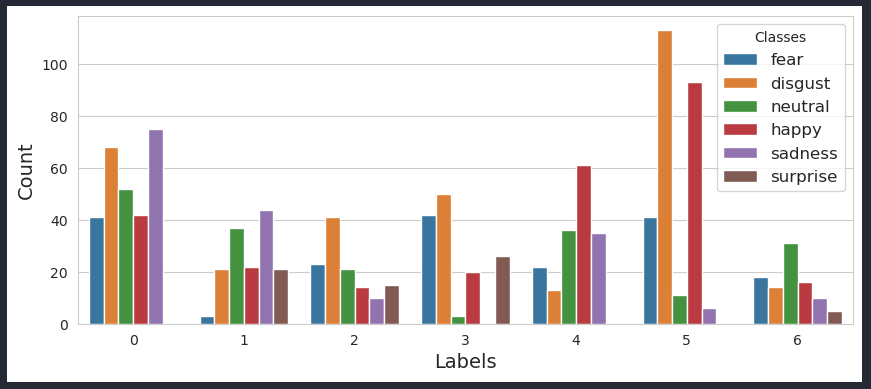 Classes
fear
disgust
neutral
happy
sadness
surprise
Count
100
80
60
40
20
0
0 1 2 3 4 5 6
Labels